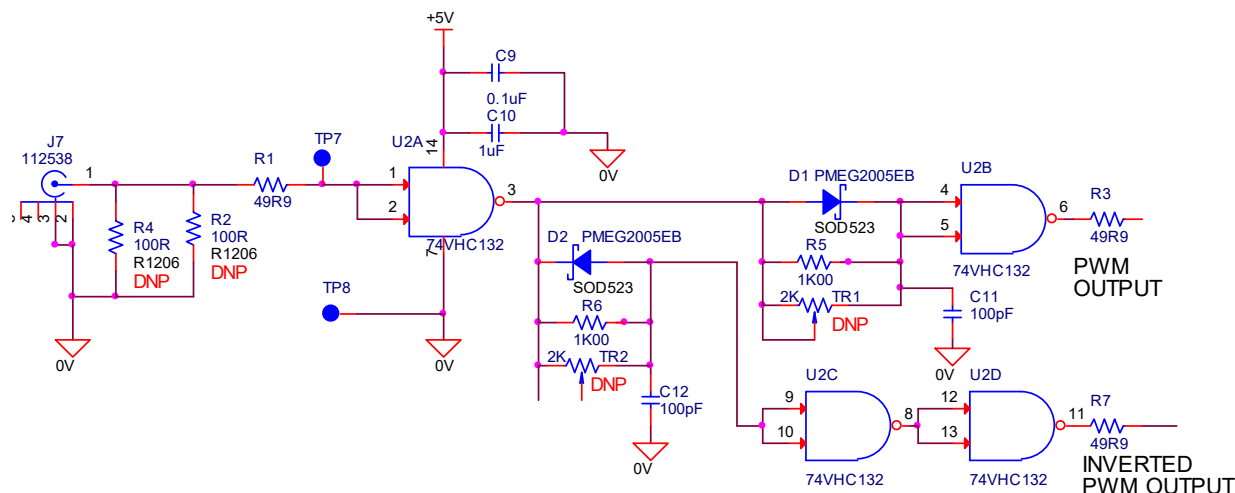 +5V
C9
0.1uF
C10
1uF
0V
J7
112538
1
4
3
2
R4
100R
R1206
DNP
R2
100R
R1206
DNP
0V
R1
49R9
TP7
TP8
U2A
14
1
2
3
7
74VHC132
0V
D2 PMEG2005EB
SOD523
R6
1K00
2K TR2
DNP
C12
100pF
0V
D1 PMEG2005EB
SOD523
R5
1K00
2K TR1
DNP
C11
100pF
0V
U2B
4
5
6
74VHC132
R3
49R9
PWM
OUTPUT
U2C
9
10
8
74VHC132
U2D
12
13
11
74VHC132
R7
49R9
INVERTED
PWM OUTPUT